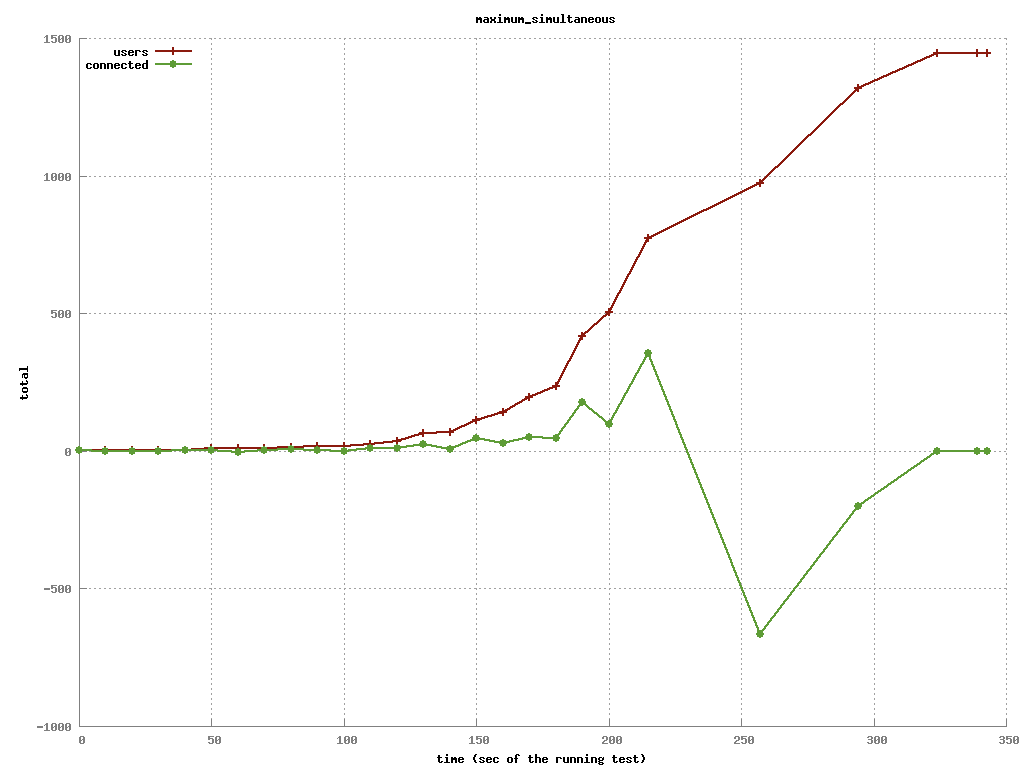 maximum_simultaneous
1500
users
connected
1000
500
total
0
-500
-1000
0 50 100 150 200 250 300 350
time (sec of the running test)